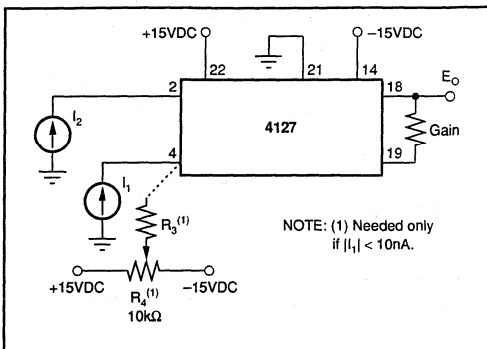 +15VDC
−15VDC
22
21
14
2
18
E_O
I_2
4127
Gain
4
19
I_1
R_3^(1)
NOTE: (1) Needed only
if |I_1| < 10nA.
+15VDC
−15VDC
R_4^(1)
10kΩ